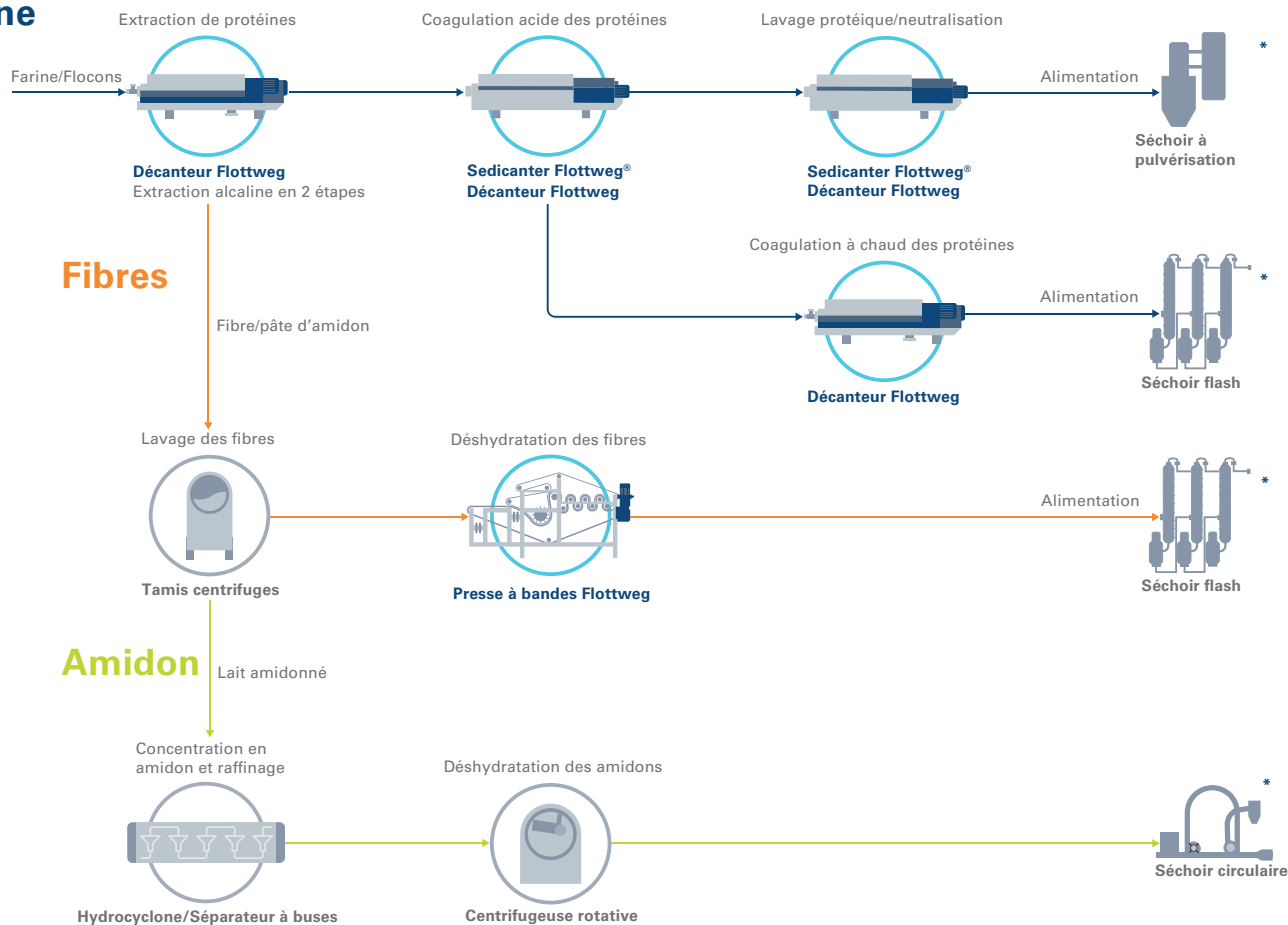 ne
Extraction de protéines
Coagulation acide des protéines
Lavage protéique/neutralisation
*
Farine/Flocons
Alimentation
Séchoir à
pulvérisation
Décanteur Flottweg
Extraction alcaline en 2 étapes
Sedicanter Flottweg®
Décanteur Flottweg
Sedicanter Flottweg®
Décanteur Flottweg
Coagulation à chaud des protéines
Fibres
*
Alimentation
Fibre/pâte d’amidon
Séchoir flash
Décanteur Flottweg
Lavage des fibres
Déshydratation des fibres
*
Alimentation
Tamis centrifuges
Presse à bandes Flottweg
Séchoir flash
Amidon
Lait amidonné
Concentration en
amidon et raffinage
Déshydratation des amidons
*
Séchoir circulaire
Hydrocyclone/Séparateur à buses
Centrifugeuse rotative